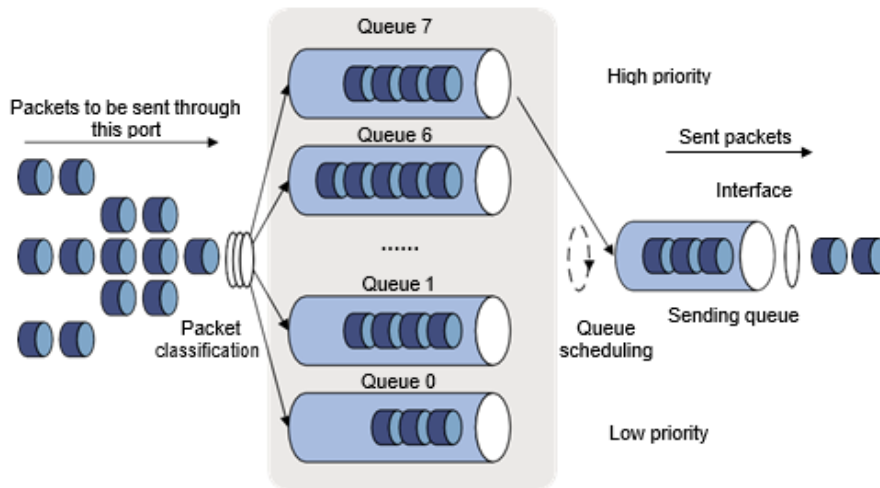 Queue 7
High priority
Packets to be sent through
this port
Queue 6
Sent packets
Interface
......
Queue 1
Packet
classification
Queue
scheduling
Sending queue
Queue 0
Low priority